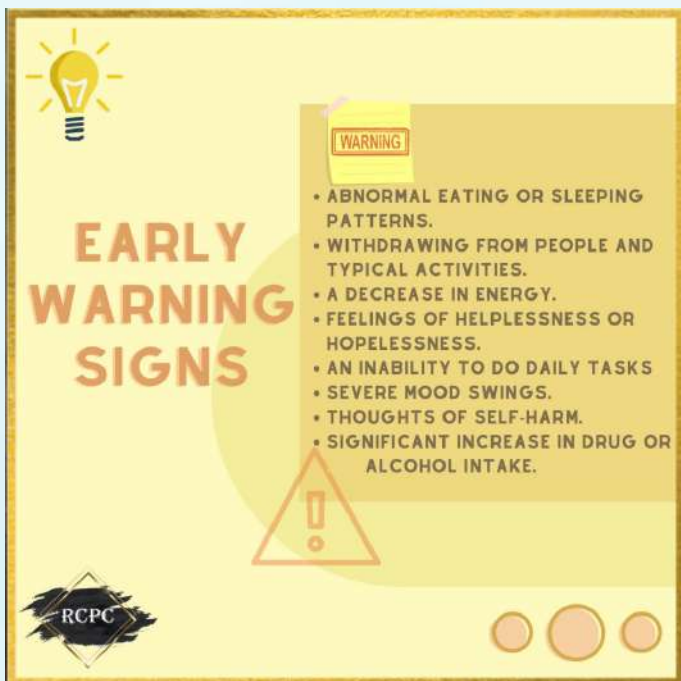 WARNING
EARLY
WARNING
SIGNS
• ABNORMAL EATING OR SLEEPING
PATTERNS.
• WITHDRAWING FROM PEOPLE AND
TYPICAL ACTIVITIES.
• A DECREASE IN ENERGY.
• FEELINGS OF HELPLESSNESS OR
HOPELESSNESS.
• AN INABILITY TO DO DAILY TASKS
• SEVERE MOOD SWINGS.
• THOUGHTS OF SELF-HARM.
• SIGNIFICANT INCREASE IN DRUG OR
ALCOHOL INTAKE.
!
RCPC